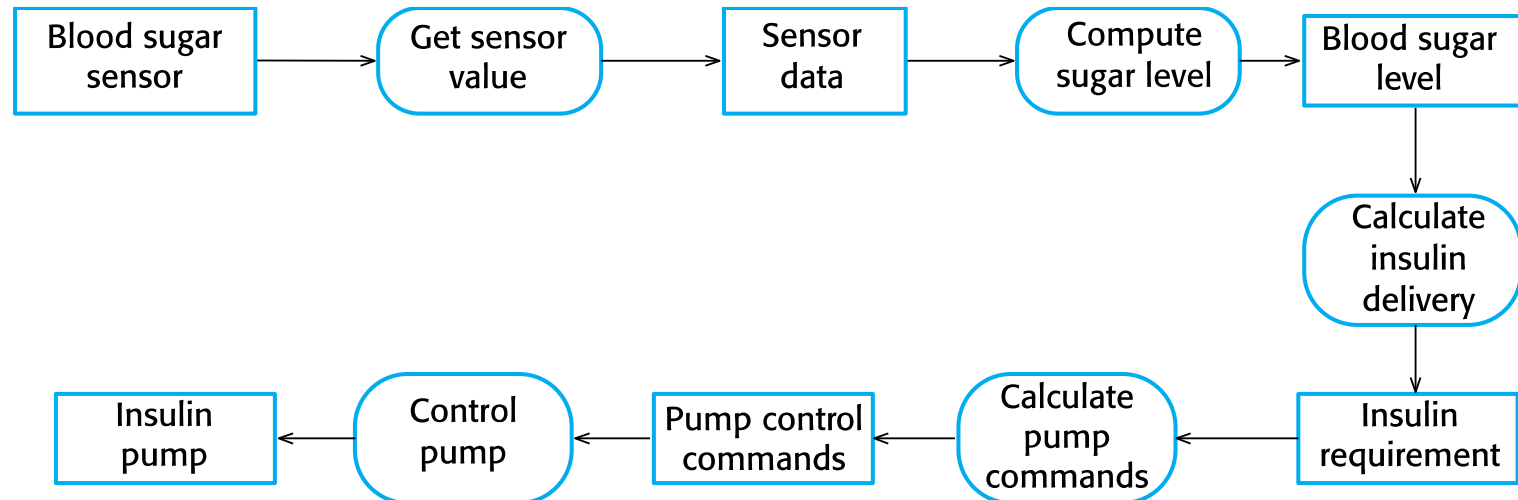 Blood sugar
sensor
Get sensor
value
Sensor
data
Compute
sugar level
Blood sugar
level
Calculate
insulin
delivery
Insulin
requirement
Calculate
pump
commands
Pump control
commands
Control
pump
Insulin
pump